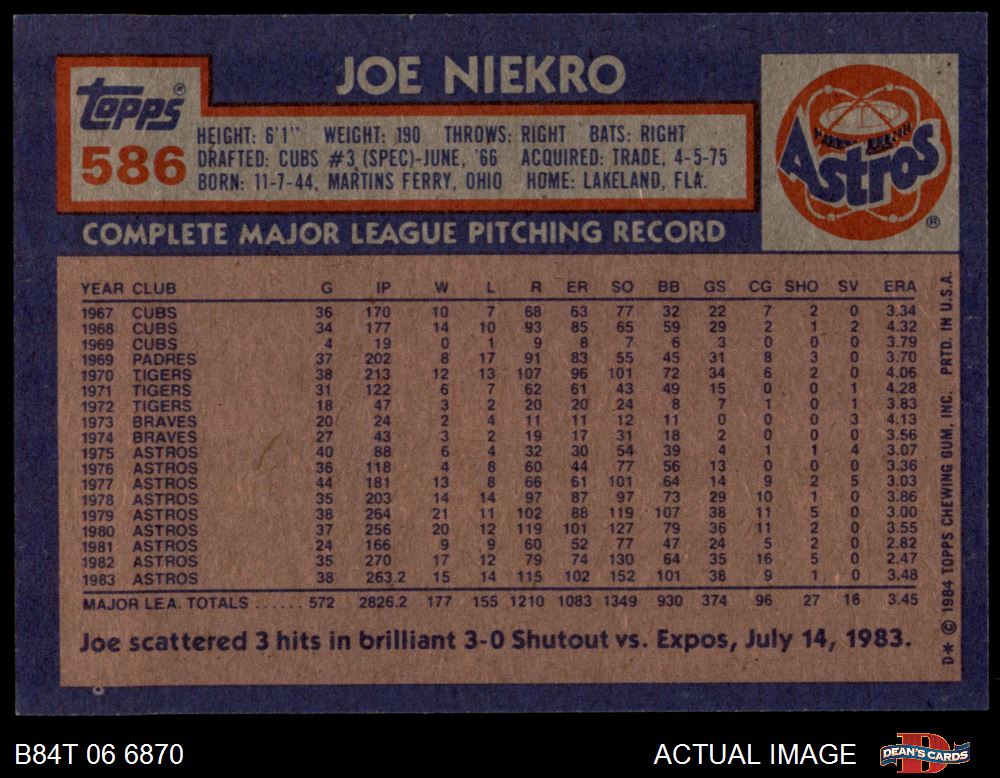 JOE NIEKRO
Topps®
586
HEIGHT: 6'1" WEIGHT: 190 THROWS: RIGHT BATS: RIGHT
DRAFTED: CUBS #3 (SPEC)-JUNE, '66 ACQUIRED: TRADE, 4-5-75
BORN: 11-7-44, MARTINS FERRY, OHIO HOME: LAKELAND, FLA.
Astros
®
COMPLETE MAJOR LEAGUE PITCHING RECORD
YEAR CLUB G IP W L R ER SO BB GS CG SHO SV ERA
1967 CUBS 36 170 10 7 68 63 77 32 22 7 2 0 3.34
1968 CUBS 34 177 14 10 93 85 65 59 29 2 1 2 4.32
1969 CUBS 4 19 0 1 9 8 7 6 3 0 0 0 3.79
1969 PADRES 37 202 8 17 91 83 55 45 31 8 3 0 3.70
1970 TIGERS 38 213 12 13 107 96 101 72 34 6 2 0 4.06
1971 TIGERS 31 122 6 7 62 61 43 49 15 0 0 1 4.28
1972 TIGERS 18 47 3 2 20 20 24 8 7 1 0 1 3.83
1973 BRAVES 20 24 2 4 11 11 12 11 0 0 0 3 4.13
1974 BRAVES 27 43 3 2 19 17 31 18 2 0 0 0 3.56
1975 ASTROS 40 88 6 4 32 30 54 39 4 1 1 4 3.07
1976 ASTROS 36 118 4 8 60 44 77 56 13 0 0 0 3.36
1977 ASTROS 44 181 13 8 66 61 101 64 14 9 2 5 3.03
1978 ASTROS 35 203 14 14 97 87 97 73 29 10 1 0 3.86
1979 ASTROS 38 264 21 11 102 88 119 107 38 11 5 0 3.00
1980 ASTROS 37 256 20 12 119 101 127 79 36 11 2 0 3.55
1981 ASTROS 24 166 9 9 60 52 77 47 24 5 2 0 2.82
1982 ASTROS 35 270 17 12 79 74 130 64 35 16 5 0 2.47
1983 ASTROS 38 263.2 15 14 115 102 152 101 38 9 1 0 3.48
MAJOR LEA. TOTALS ...... 572 2826.2 177 155 1210 1083 1349 930 374 96 27 16 3.45
Joe scattered 3 hits in brilliant 3-0 Shutout vs. Expos, July 14, 1983.
D* © 1984 TOPPS CHEWING GUM, INC. PRTD. IN U.S.A.
B84T 06 6870
ACTUAL IMAGE
DEAN'S CARDS